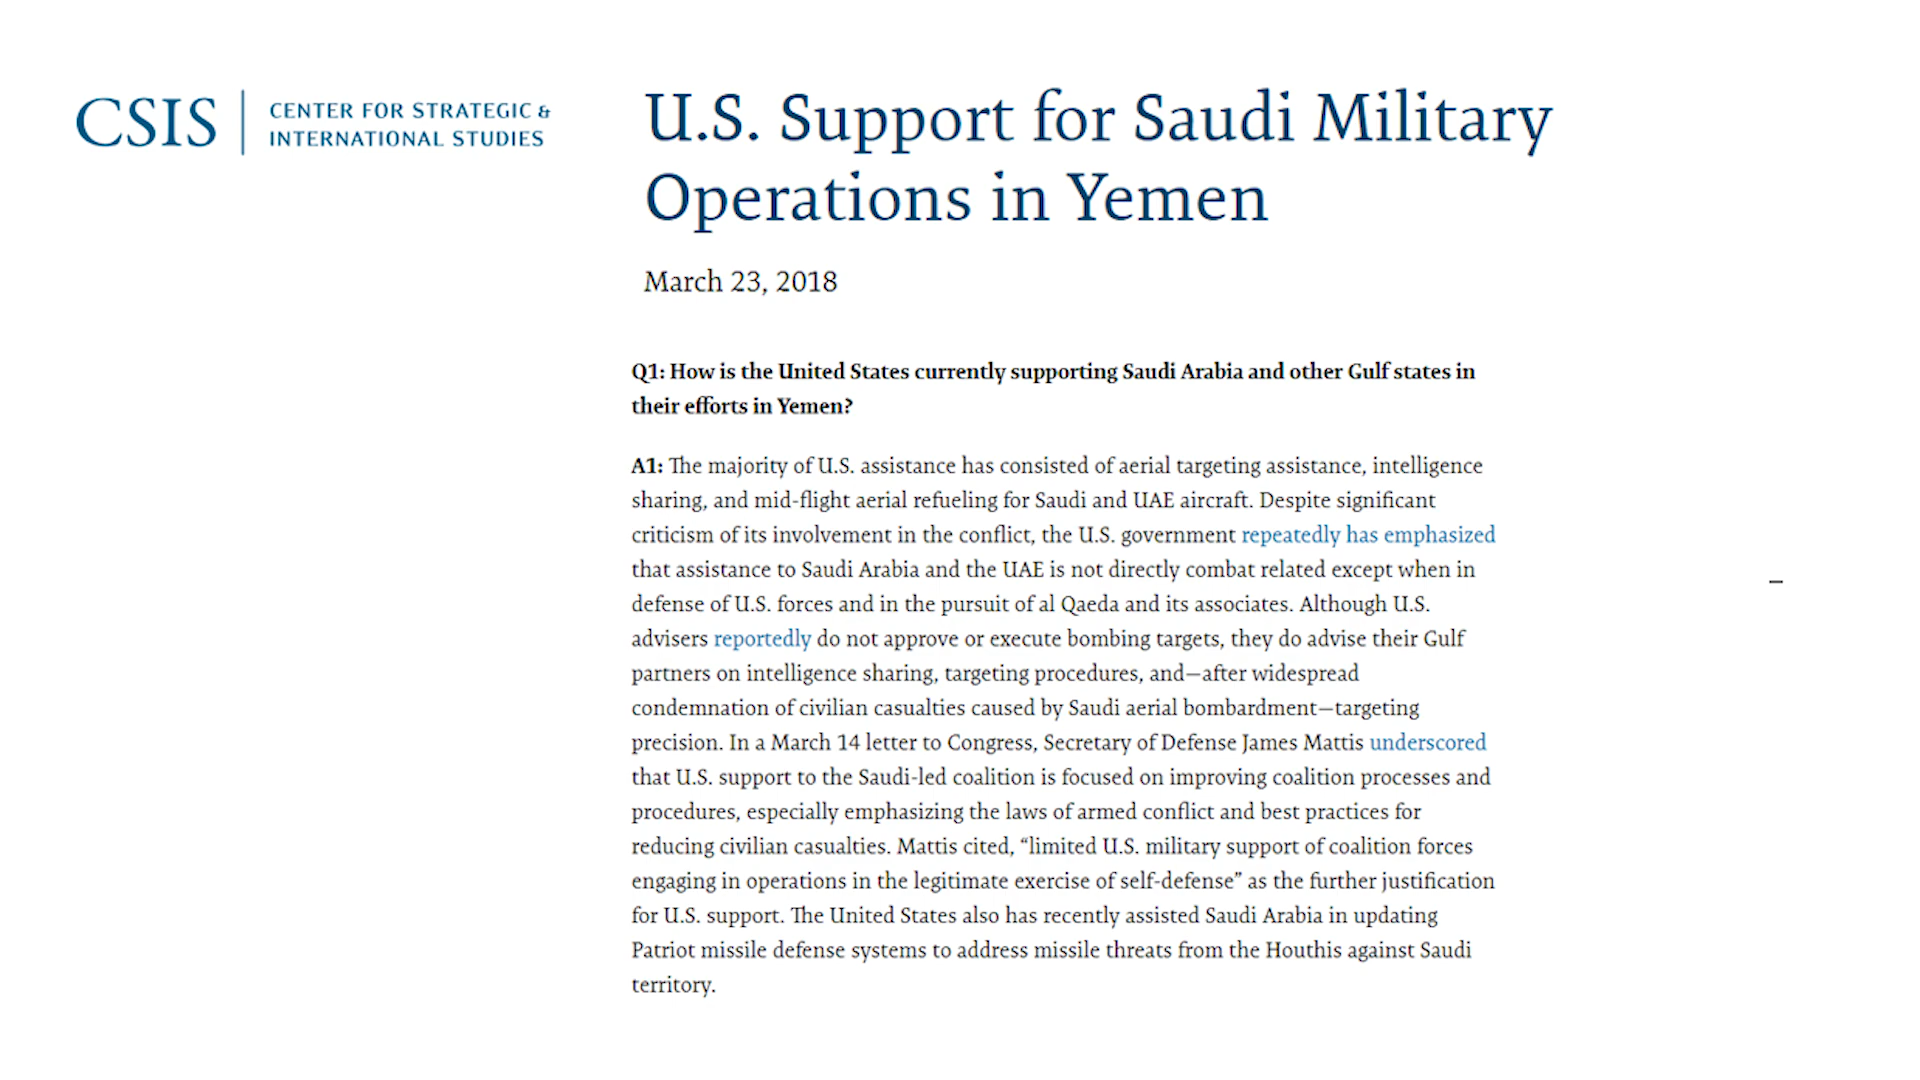 CSIS
CENTER FOR STRATEGIC &
INTERNATIONAL STUDIES
U.S. Support for Saudi Military
Operations in Yemen
March 23, 2018
Q1: How is the United States currently supporting Saudi Arabia and other Gulf states in
their efforts in Yemen?
A1: The majority of U.S. assistance has consisted of aerial targeting assistance, intelligence
sharing, and mid-flight aerial refueling for Saudi and UAE aircraft. Despite significant
criticism of its involvement in the conflict, the U.S. government repeatedly has emphasized
that assistance to Saudi Arabia and the UAE is not directly combat related except when in
defense of U.S. forces and in the pursuit of al Qaeda and its associates. Although U.S.
advisers reportedly do not approve or execute bombing targets, they do advise their Gulf
partners on intelligence sharing, targeting procedures, and—after widespread
condemnation of civilian casualties caused by Saudi aerial bombardment—targeting
precision. In a March 14 letter to Congress, Secretary of Defense James Mattis underscored
that U.S. support to the Saudi-led coalition is focused on improving coalition processes and
procedures, especially emphasizing the laws of armed conflict and best practices for
reducing civilian casualties. Mattis cited, “limited U.S. military support of coalition forces
engaging in operations in the legitimate exercise of self-defense” as the further justification
for U.S. support. The United States also has recently assisted Saudi Arabia in updating
Patriot missile defense systems to address missile threats from the Houthis against Saudi
territory.